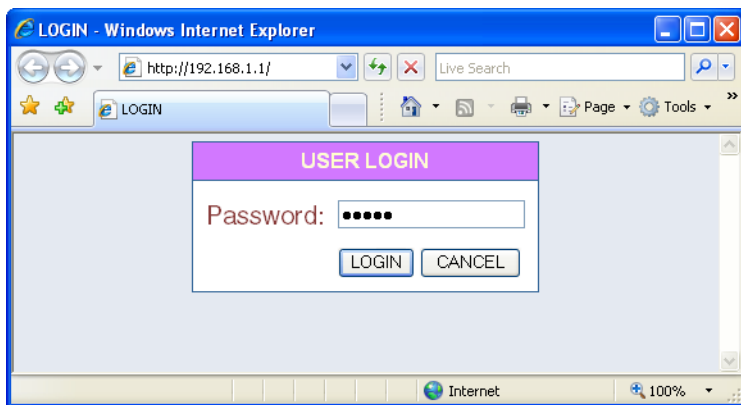 LOGIN - Windows Internet Explorer
http://192.168.1.1/
Live Search
LOGIN
Page
Tools
»
USER LOGIN
Password: •••••
LOGIN CANCEL
Internet
100%